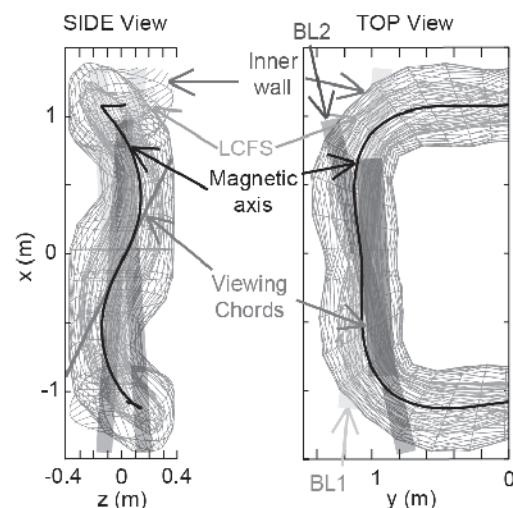 SIDE View
BL2
TOP View
Inner
wall
1
LCFS
Magnetic
axis
x (m)
0
Viewing
Chords
-1
-0.4
0
0.4
z (m)
BL1
1
0
y (m)